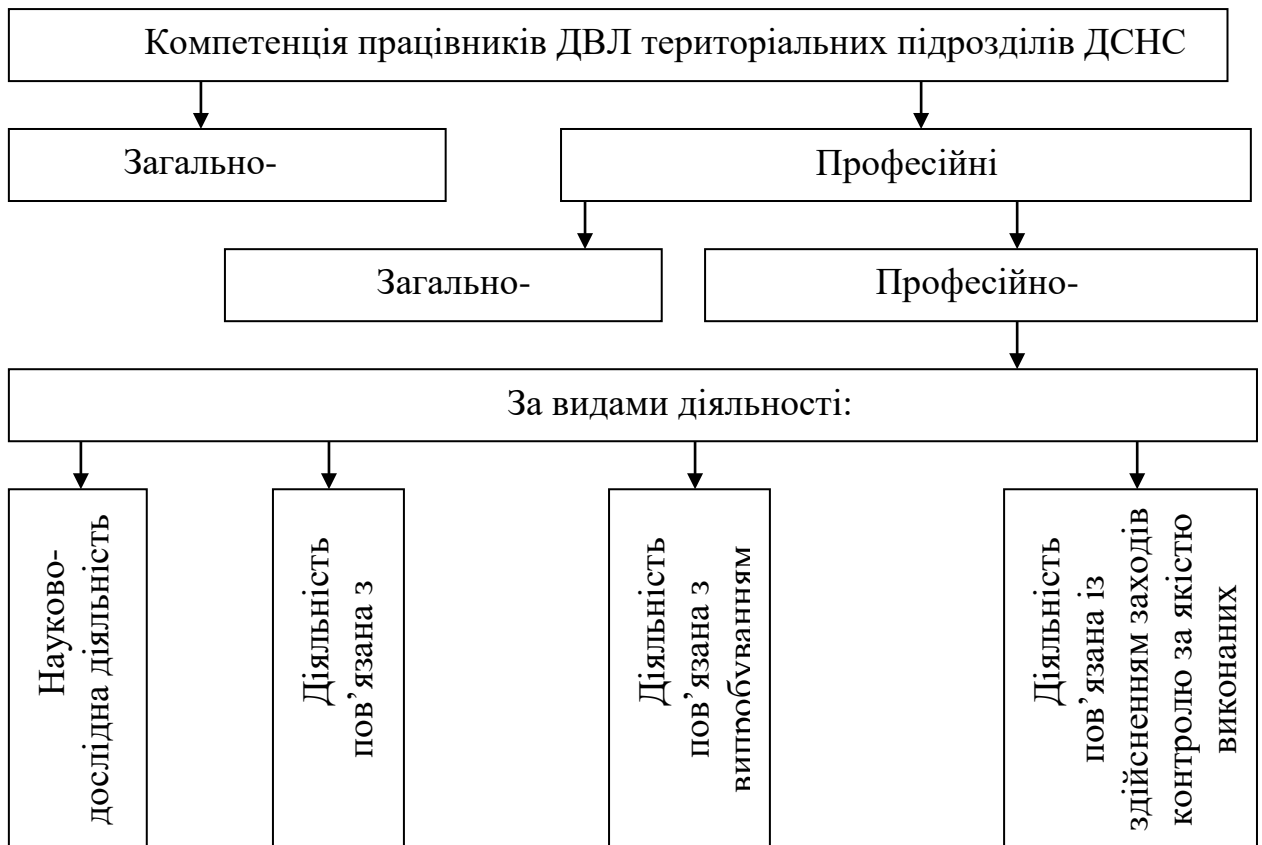 Компетенція працівників ДВЛ територіальних підрозділів ДСНС
Загально-
Професійні
Загально-
Професійно-
За видами діяльності:
Науково-
дослідна діяльність
Діяльність
пов’язана з
Діяльність
пов’язана з
випробуванням
Діяльність
пов’язана із
здійсненням заходів
контролю за якістю
виконаних